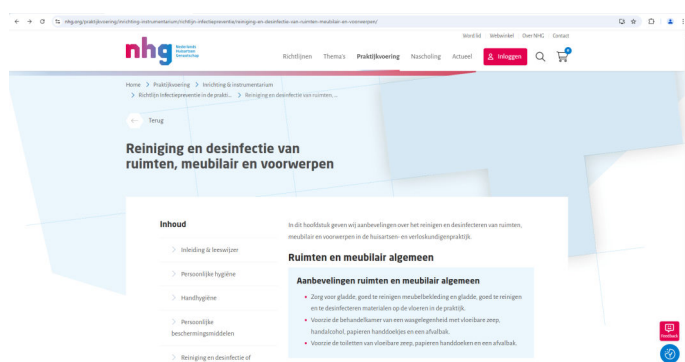 nhg.org/praktijkvoering/inrichting-instrumentarium/richtlijn-infectiepreventie/reiniging-en-desinfectie-van-ruimten-meubilair-en-voorwerpen/
Word lid Webwinkel Over NHG Contact
nhg Nederlands Huisartsen Genootschap
Richtlijnen Thema's Praktijkvoering Nascholing Actueel Inloggen
Home > Praktijkvoering > Inrichting & instrumentarium
> Richtlijn Infectiepreventie in de prakti... > Reiniging en desinfectie van ruimten, ...
Terug
Reiniging en desinfectie van
ruimten, meubilair en voorwerpen
Inhoud
Inleiding & leeswijzer
Persoonlijke hygiëne
Handhygiëne
Persoonlijke
beschermingsmiddelen
Reiniging en desinfectie of
In dit hoofdstuk geven wij aanbevelingen over het reinigen en desinfecteren van ruimten,
meubilair en voorwerpen in de huisartsen- en verloskundigenpraktijk.
Ruimten en meubilair algemeen
Aanbevelingen ruimten en meubilair algemeen
• Zorg voor gladde, goed te reinigen meubelbekleding en gladde, goed te reinigen
en te desinfecteren materialen op de vloeren in de praktijk.
• Voorzie de behandelkamer van een wasgelegenheid met vloeibare zeep,
handalcohol, papieren handdoekjes en een afvalbak.
• Voorzie de toiletten van vloeibare zeep, papieren handdoeken en een afvalbak.
Feedback